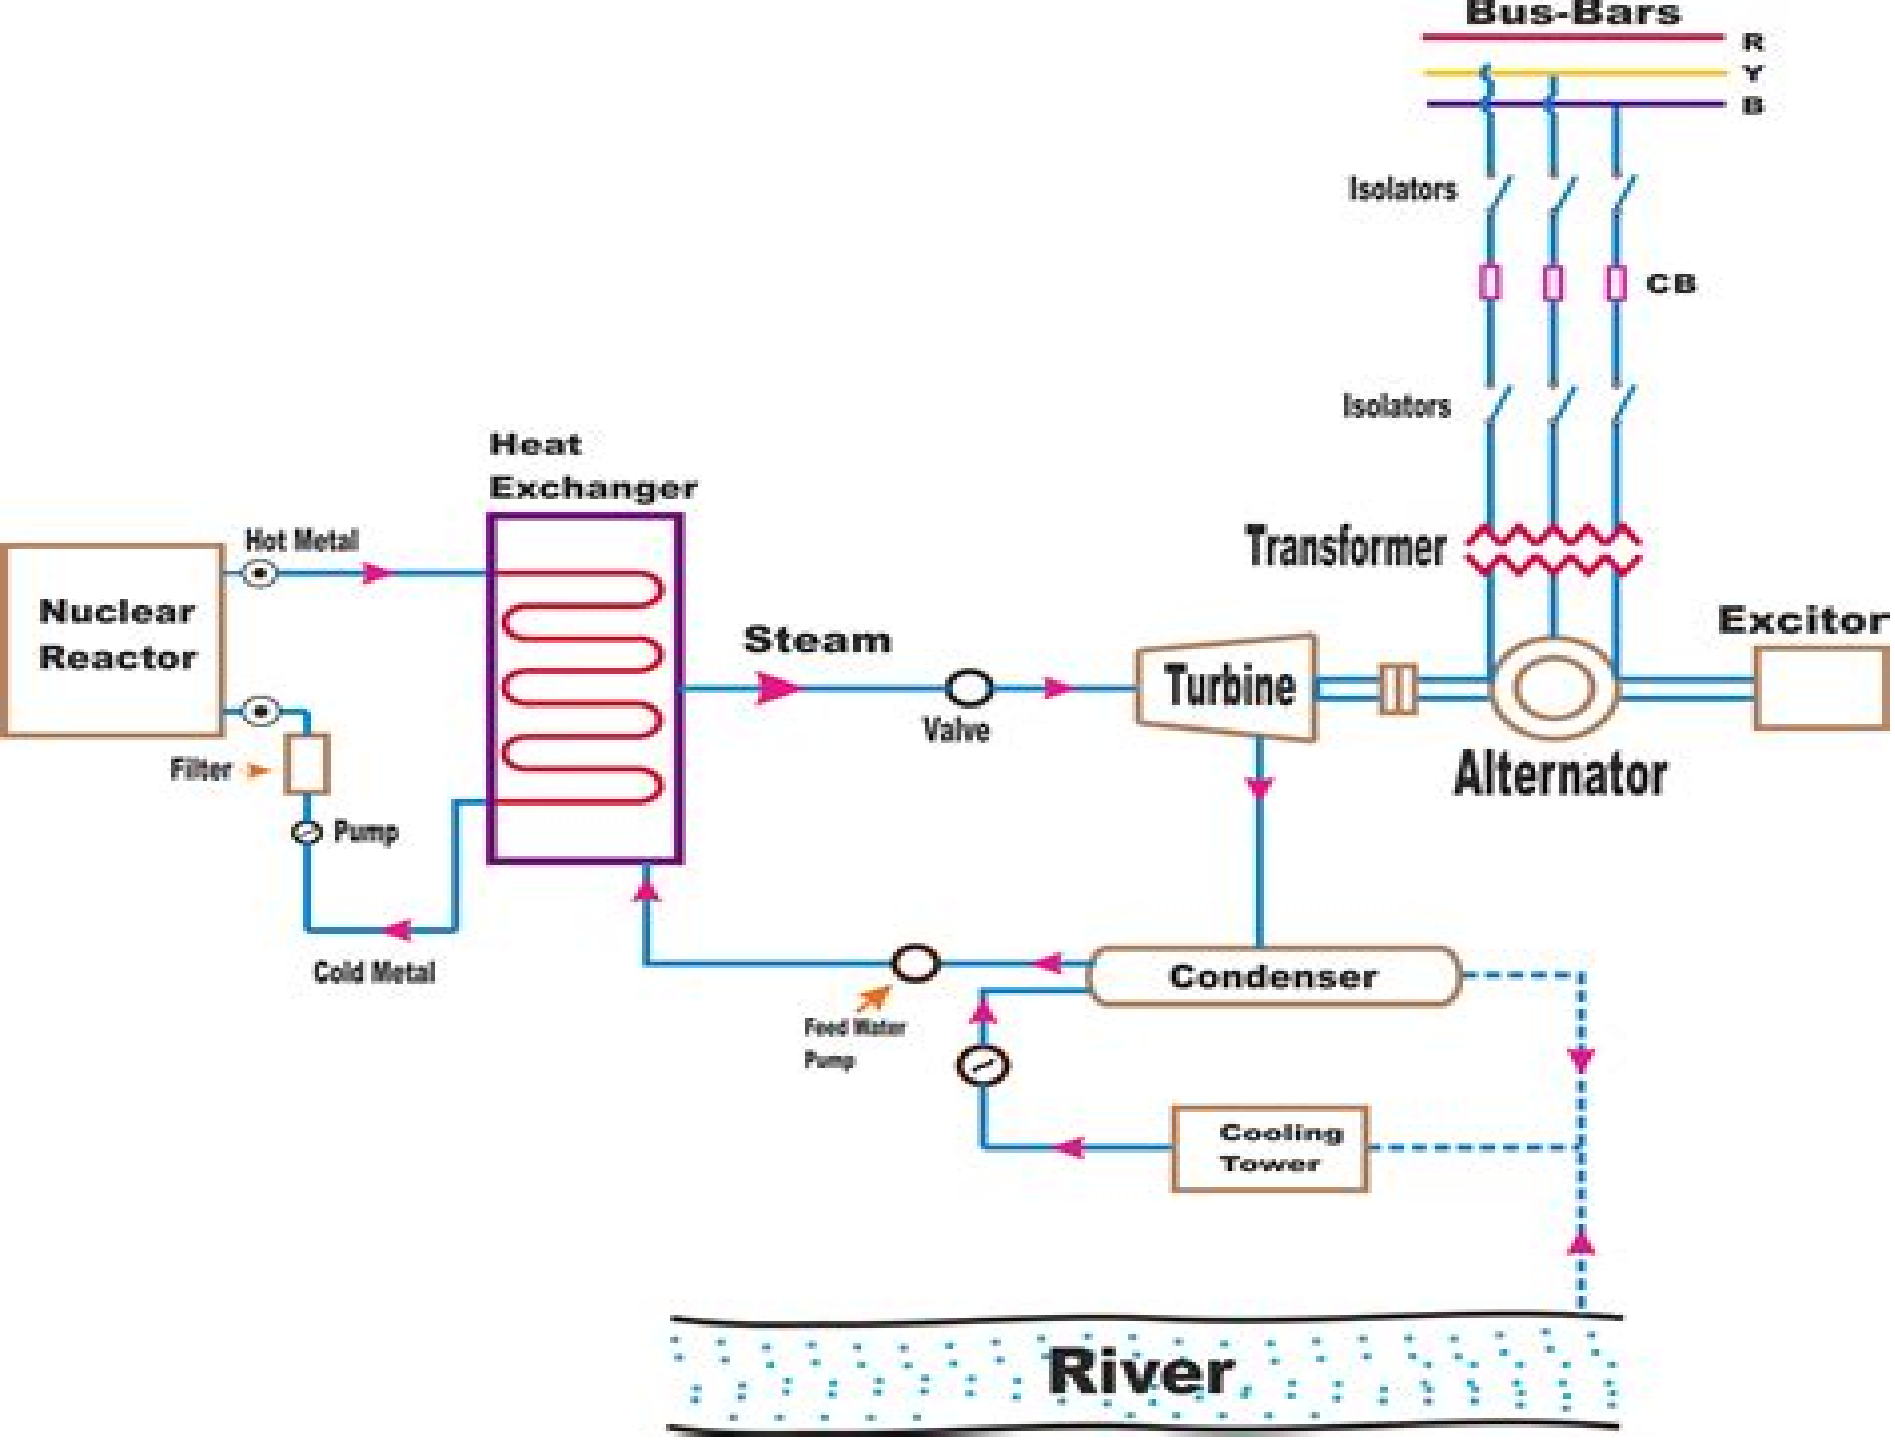 Bus-Bars
R
Y
B
Isolators
CB
Isolators
Heat
Exchanger
Hot Metal
Transformer
Nuclear
Reactor
Steam
Excitor
Turbine
Valve
Filter
Alternator
Pump
Cold Metal
Condenser
Feed Water
Pump
Cooling
Tower
River